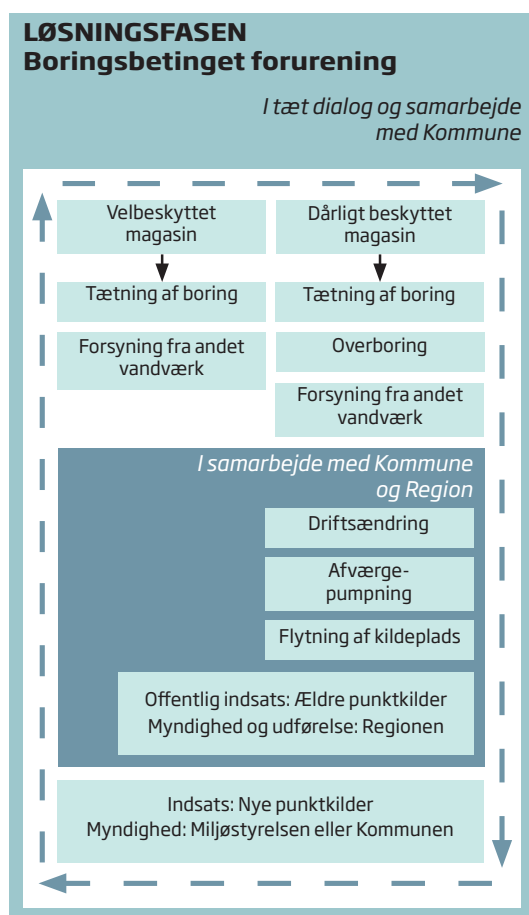 LØSNINGSFASEN
Boringsbetinget forurening
I tæt dialog og samarbejde
med Kommune
Velbeskyttet
magasin
Dårligt beskyttet
magasin
Tætning af boring
Tætning af boring
Forsyning fra andet
vandværk
Overboring
Forsyning fra andet
vandværk
I samarbejde med Kommune
og Region
Driftsændring
Afværge-
pumpning
Flytning af kildeplads
Offentlig indsats: Ældre punktkilder
Myndighed og udførelse: Regionen
Indsats: Nye punktkilder
Myndighed: Miljøstyrelsen eller Kommunen